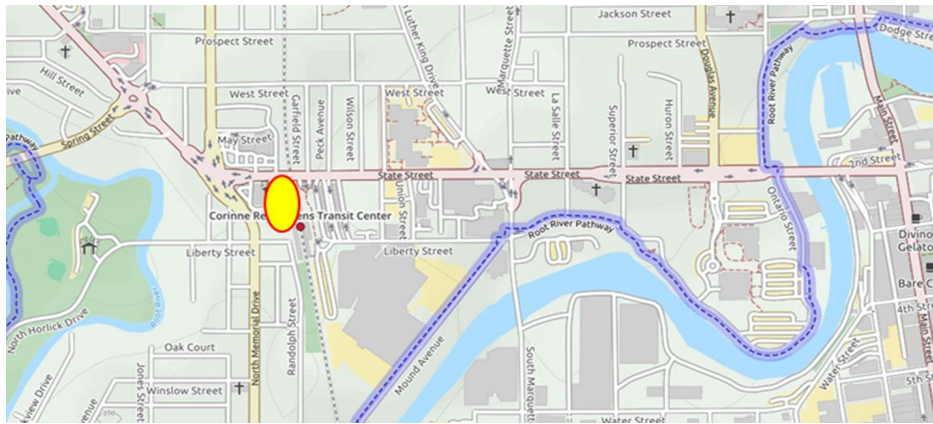 Jackson Street
Dodge Street
Prospect Street
Luther King Drive
Marquette Street
Prospect Street
Root River Pathway
Hill Street
Douglas Avenue
Main Street
West Street
West Street
West Street
Garfield Street
Peck Avenue
Wilson Street
La Salle Street
Superior Street
Huron Street
Spring Street
Pathway
May Street
2nd Street
State Street
State Street
State Street
Union Street
Ontario Street
Corinne
Transit Center
Root River Pathway
Liberty Street
Liberty Street
Divino
Gelato
Bare
North Horlick Drive
Root River
North Memorial Drive
Randolph Street
Mound Avenue
4th Street
Main Street
Oak Court
Water Street
Jones Street
Winslow Street
South Marquette
5th St
Water Street